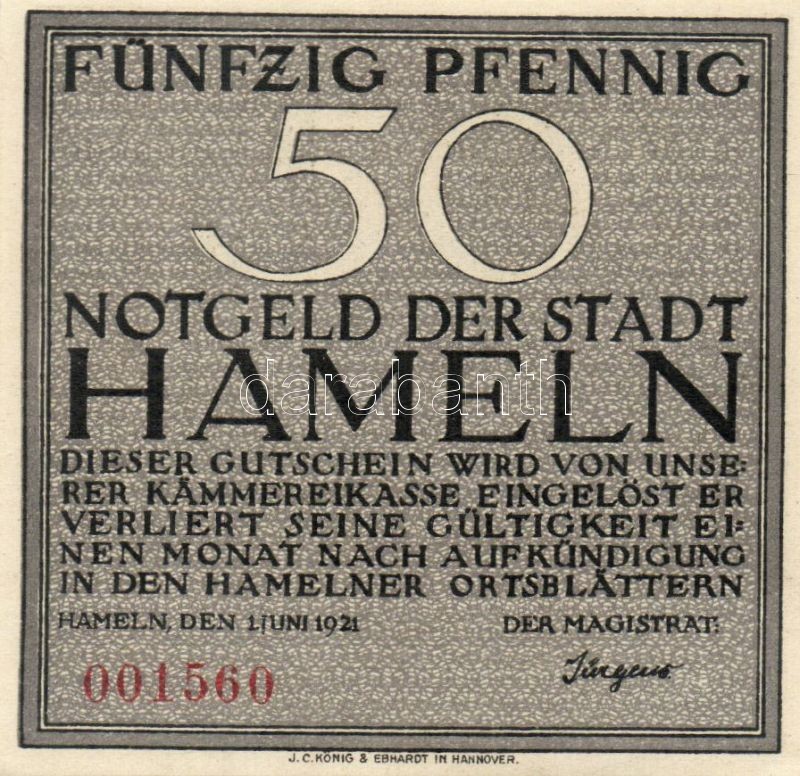 FÜNFZIG PFENNIG
50
NOTGELD DER STADT
HAMELN
darabanth
DIESER GUTSCHEIN WIRD VON UNSE-
RER KÄMMEREIKASSE EINGELÖST ER
VERLIERT SEINE GÜLTIGKEIT EI-
NEN MONAT NACH AUFKÜNDIGUNG
IN DEN HAMELNER ORTSBLÄTTERN
HAMELN, DEN 1. JUNI 1921 DER MAGISTRAT:
001560 Jürgens
J. C. KÖNIG & EBHARDT IN HANNOVER.